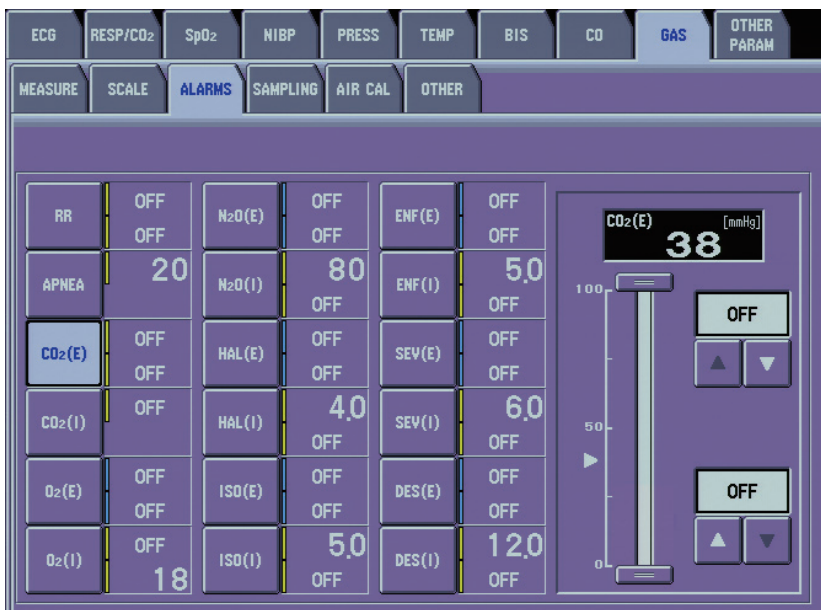 ECG RESP/CO2 SpO2 NIBP PRESS TEMP BIS CO GAS OTHER PARAM
MEASURE SCALE ALARMS SAMPLING AIR CAL OTHER
RR OFF OFF
APNEA 20
CO2(E) OFF OFF
CO2(I) OFF
O2(E) OFF OFF
O2(I) OFF 18
N2O(E) OFF OFF
N2O(I) 80 OFF
HAL(E) OFF OFF
HAL(I) 4.0 OFF
ISO(E) OFF OFF
ISO(I) 5.0 OFF
ENF(E) OFF OFF
ENF(I) 5.0 OFF
SEV(E) OFF OFF
SEV(I) 6.0 OFF
DES(E) OFF OFF
DES(I) 12.0 OFF
CO2(E) [mmHg]
38
100
OFF
50
OFF
0